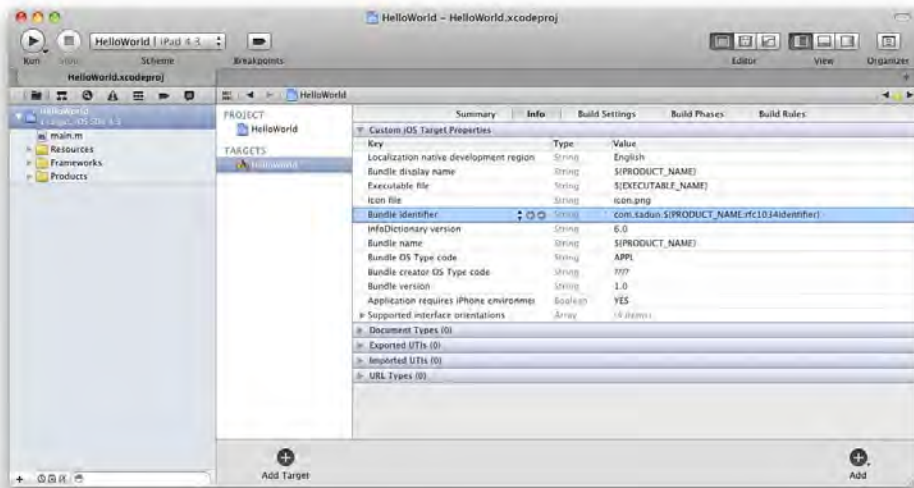 HelloWorld – HelloWorld.xcodeproj
HelloWorld | iPad 4.3
Run Stop Scheme Breakpoints Editor View Organizer
HelloWorld.xcodeproj
HelloWorld
HelloWorld
main.m
Resources
Frameworks
Products
PROJECT
HelloWorld
TARGETS
HelloWorld
Summary Info Build Settings Build Phases Build Rules
Custom iOS Target Properties
Key Type Value
Localization native development region String English
Bundle display name String ${PRODUCT_NAME}
Executable file String ${EXECUTABLE_NAME}
Icon file String icon.png
Bundle identifier String com.sadun.${PRODUCT_NAME:rfc1034identifier}
InfoDictionary version String 6.0
Bundle name String ${PRODUCT_NAME}
Bundle OS Type code String APPL
Bundle creator OS Type code String ????
Bundle version String 1.0
Application requires iPhone environmen Boolean YES
Supported interface orientations Array (4 items)
Document Types (0)
Exported UTIs (0)
Imported UTIs (0)
URL Types (0)
Add Target
Add